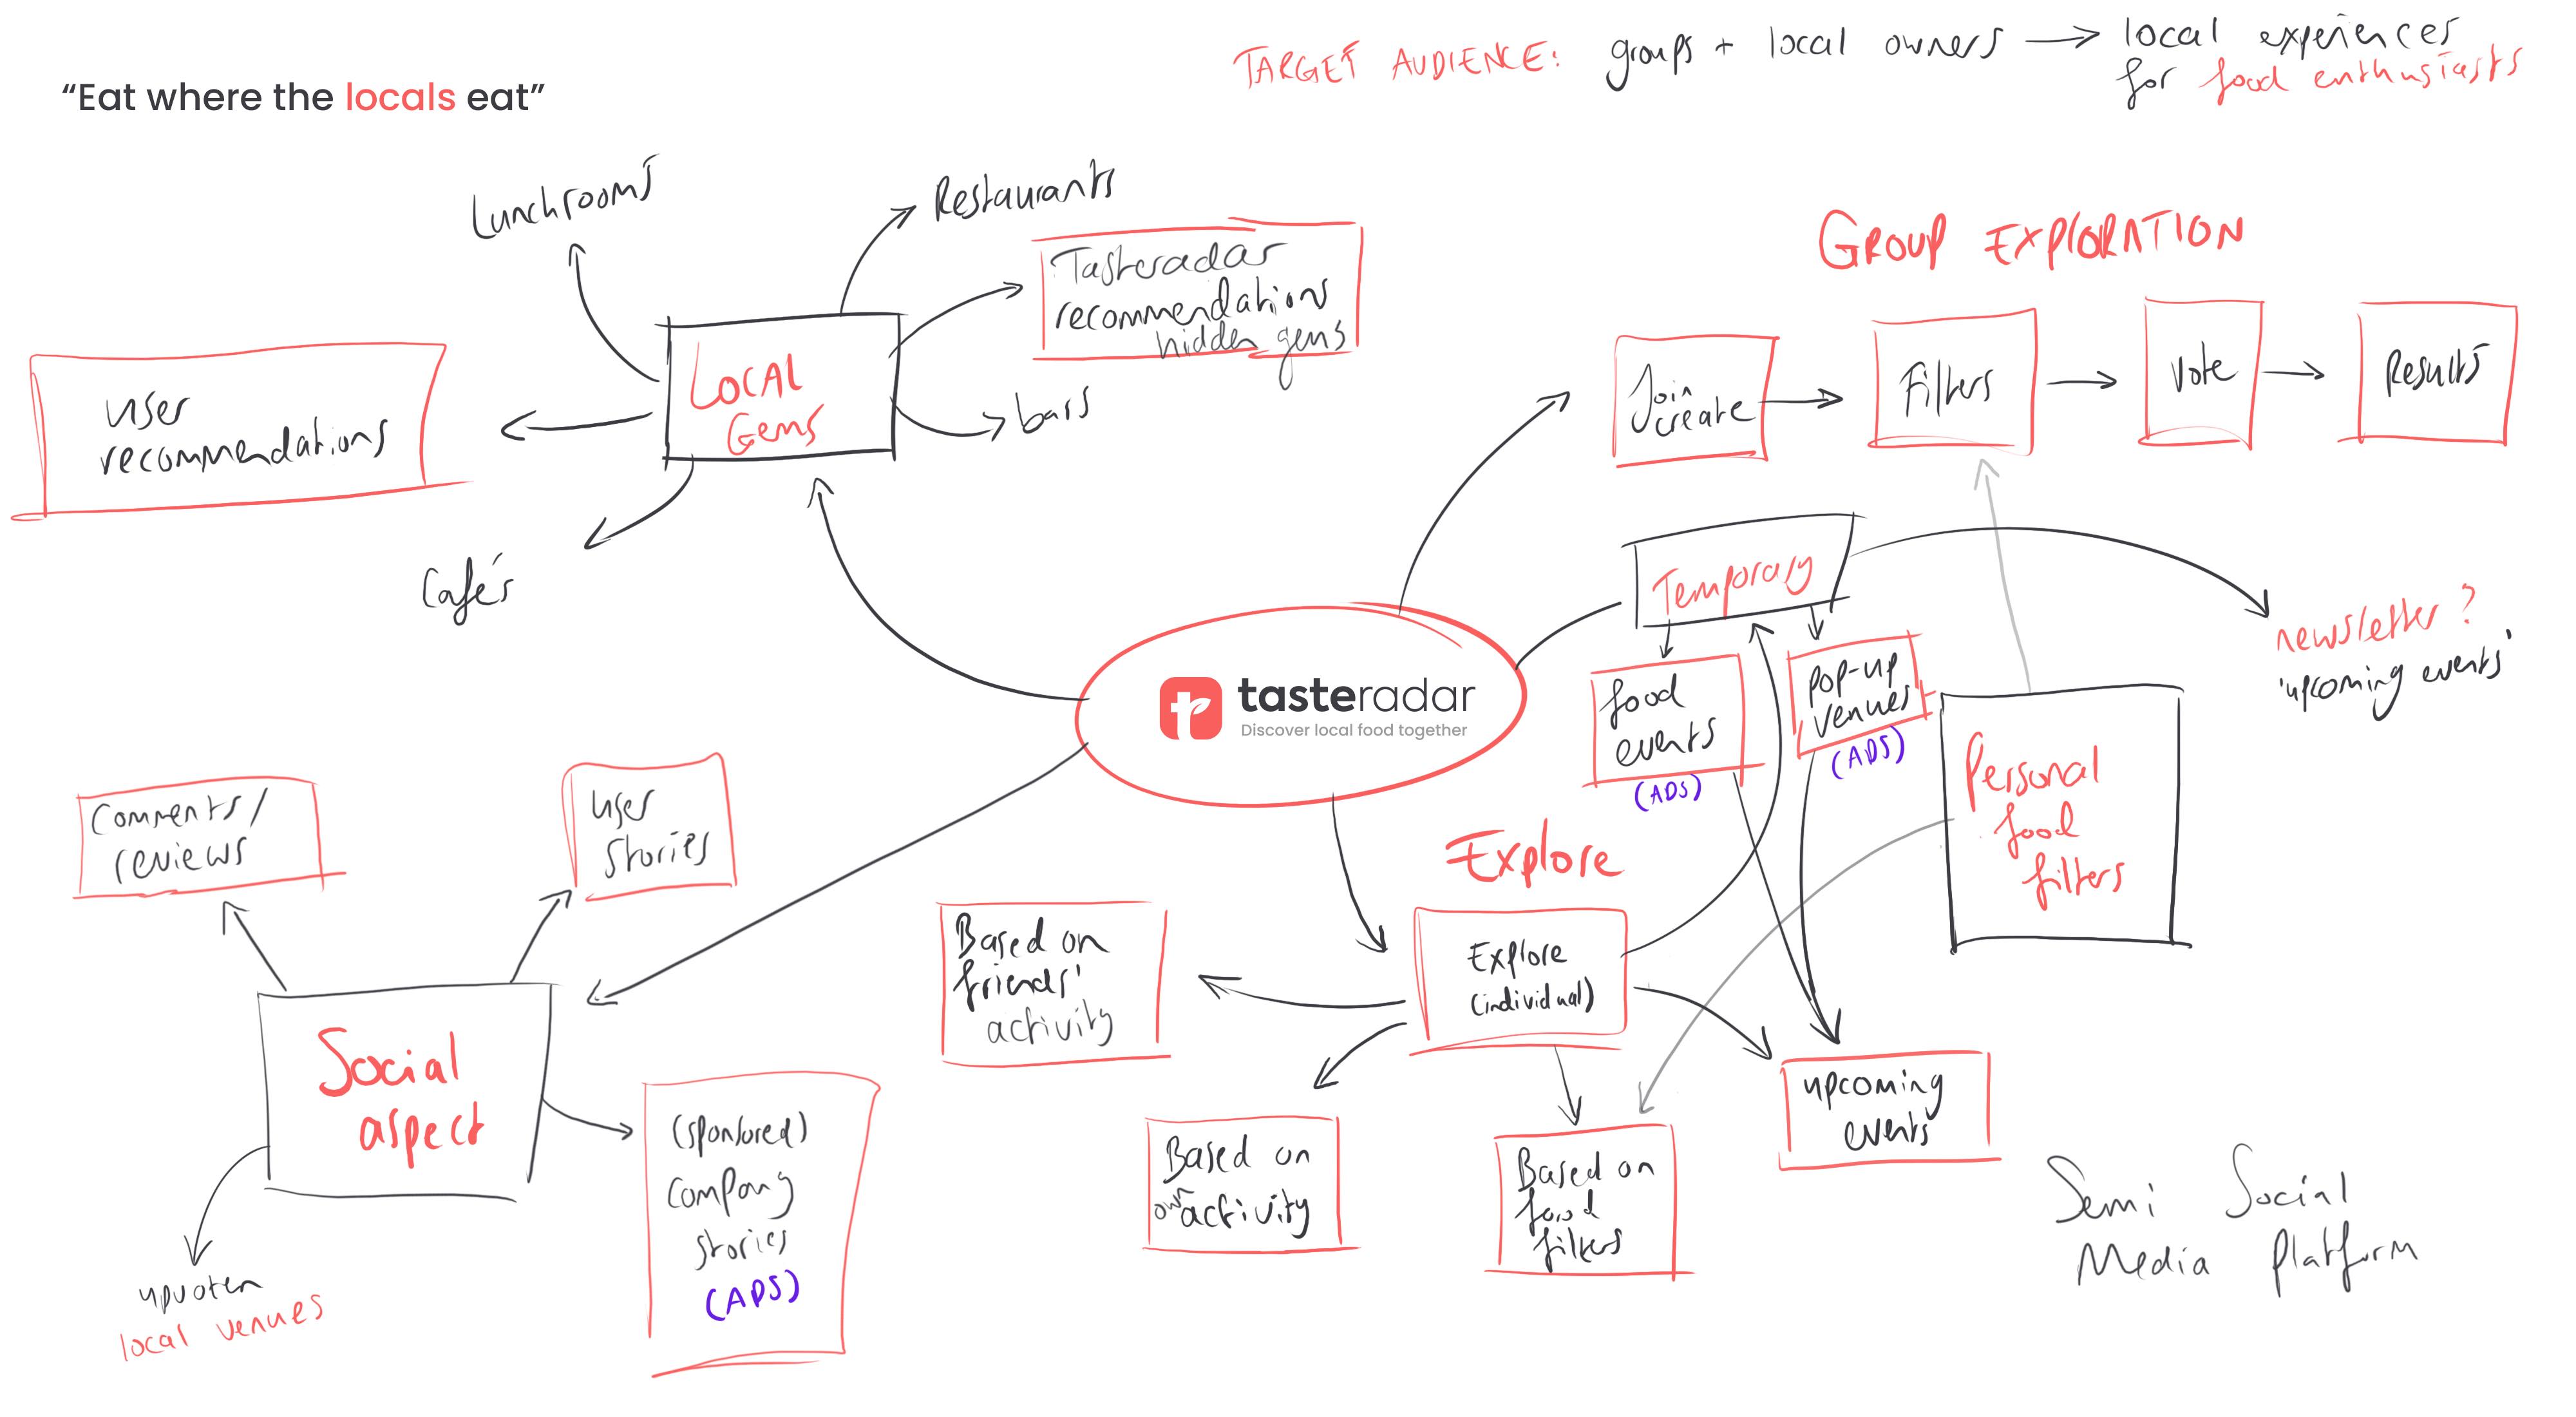 “Eat where the locals eat”
TARGET AUDIENCE: groups + local owners → local experiences
for food enthusiasts
Lunchrooms
Restaurants
Tasteradar
recommendations
hidden gems
LOCAL
Gems
bars
user
recommendations
Cafés
GROUP EXPLORATION
Join
create
Filters
Vote
Results
Temporary
newsletter?
'upcoming events'
food
events
(ADS)
pop-up
venues
(ADS)
Personal
food
filters
tasteradar
Discover local food together
Comments/
reviews
user
stories
Social
aspect
(sponsored)
company
stories
(ADS)
upvoten
local venues
Explore
Explore
(individual)
Based on
friends'
activity
Based on
own activity
Based on
food
filters
upcoming
events
Semi Social
Media Platform